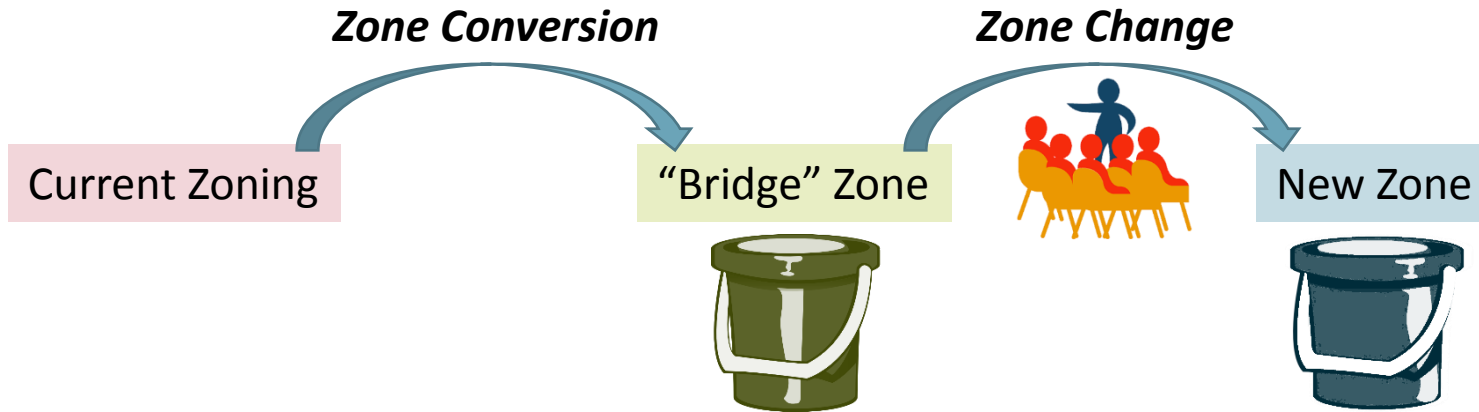 Zone Conversion
Zone Change
Current Zoning
“Bridge” Zone
New Zone